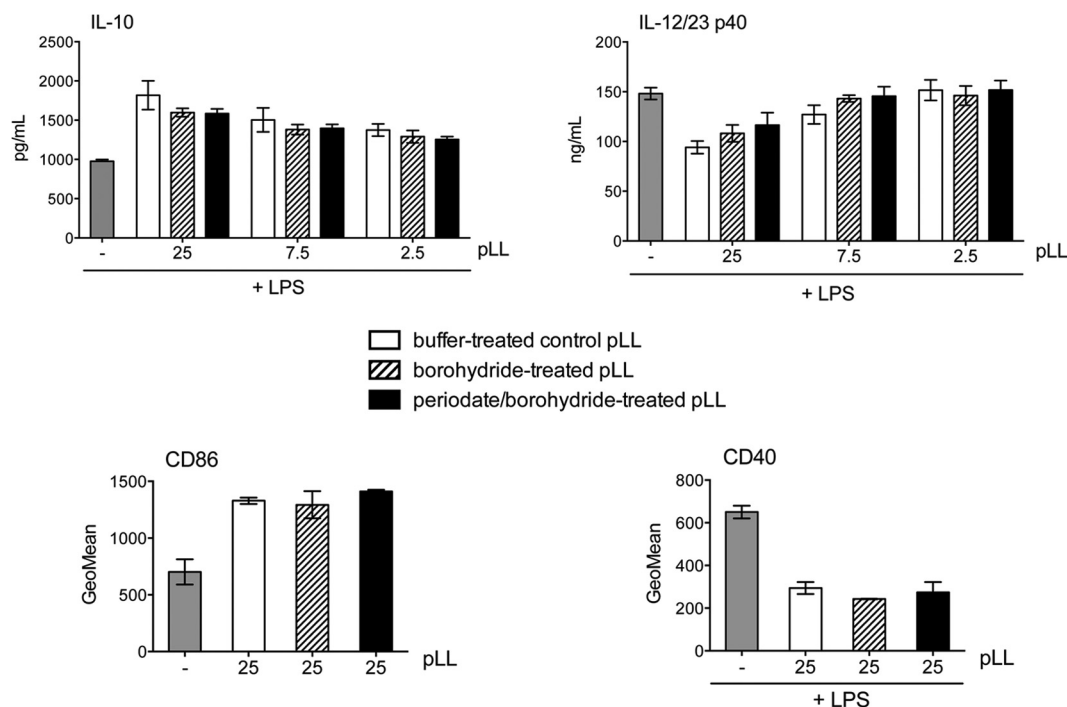 IL-10
pg/mL
2500
2000
1500
1000
500
0
- 25 7.5 2.5 pLL
+ LPS
IL-12/23 p40
ng/mL
200
150
100
50
0
- 25 7.5 2.5 pLL
+ LPS
buffer-treated control pLL
borohydride-treated pLL
periodate/borohydride-treated pLL
CD86
GeoMean
1500
1000
500
0
- 25 25 25 pLL
CD40
GeoMean
800
600
400
200
0
- 25 25 25 pLL
+ LPS